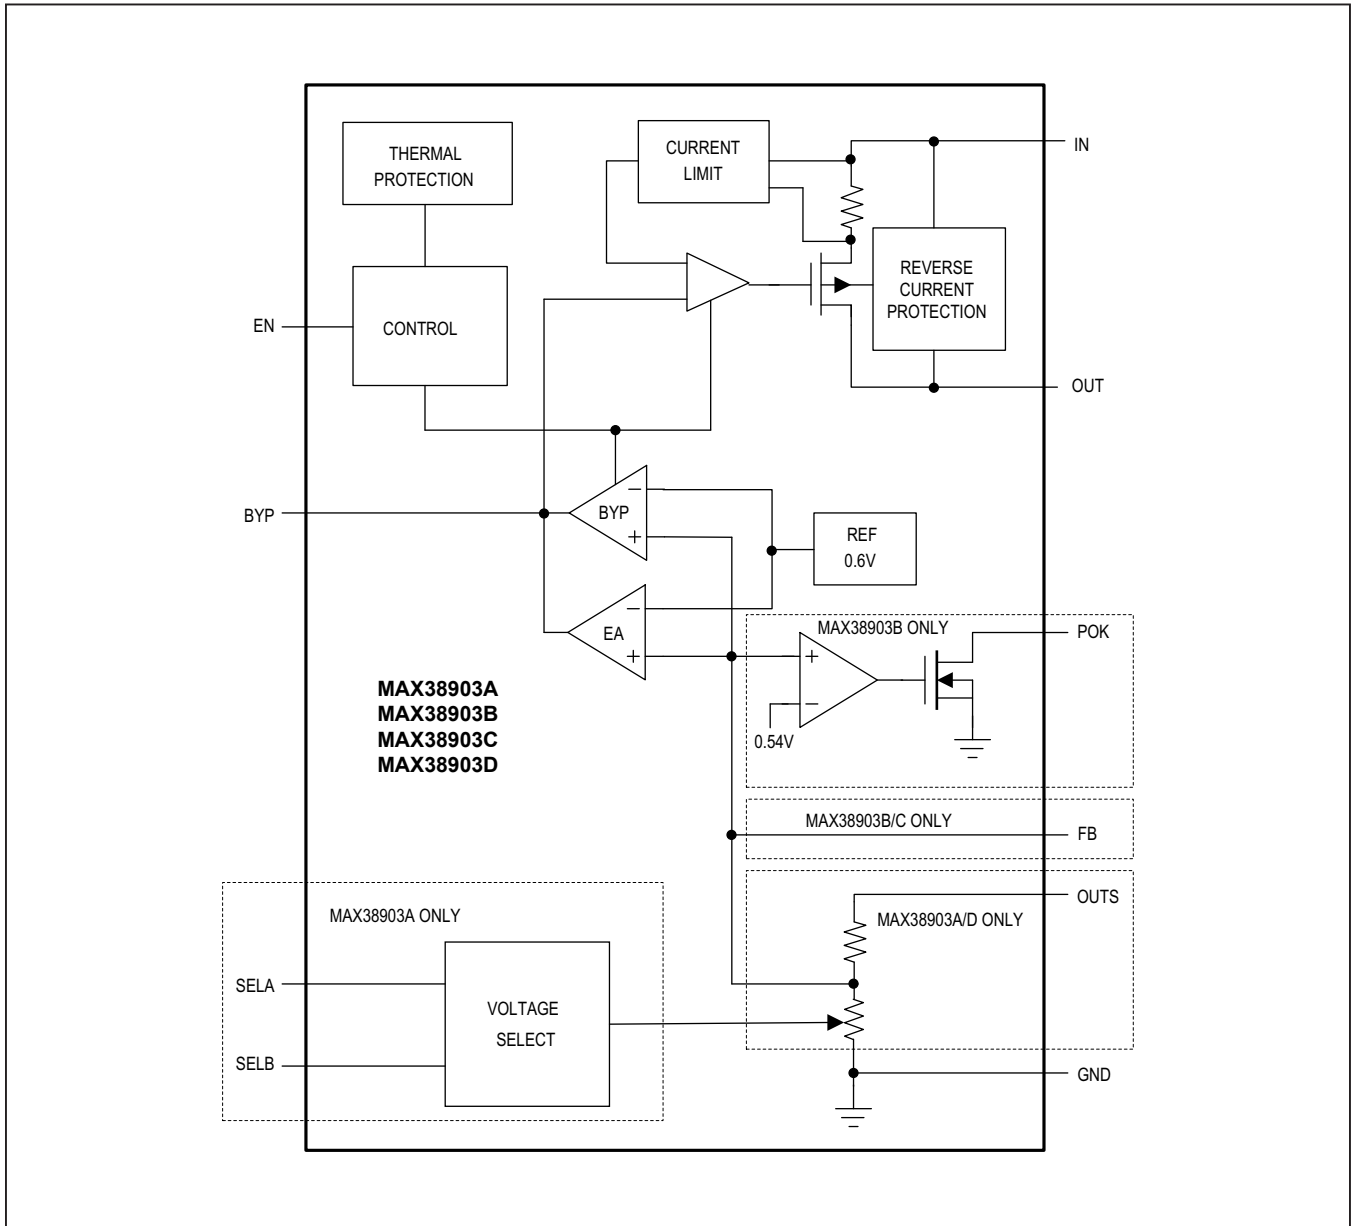 THERMAL
PROTECTION
CURRENT
LIMIT
IN
REVERSE
CURRENT
PROTECTION
EN
CONTROL
OUT
BYP
−
BYP
+
REF
0.6V
−
EA
+
MAX38903B ONLY
POK
+
−
0.54V
MAX38903A
MAX38903B
MAX38903C
MAX38903D
MAX38903B/C ONLY
FB
OUTS
MAX38903A/D ONLY
MAX38903A ONLY
SELA
VOLTAGE
SELECT
SELB
GND